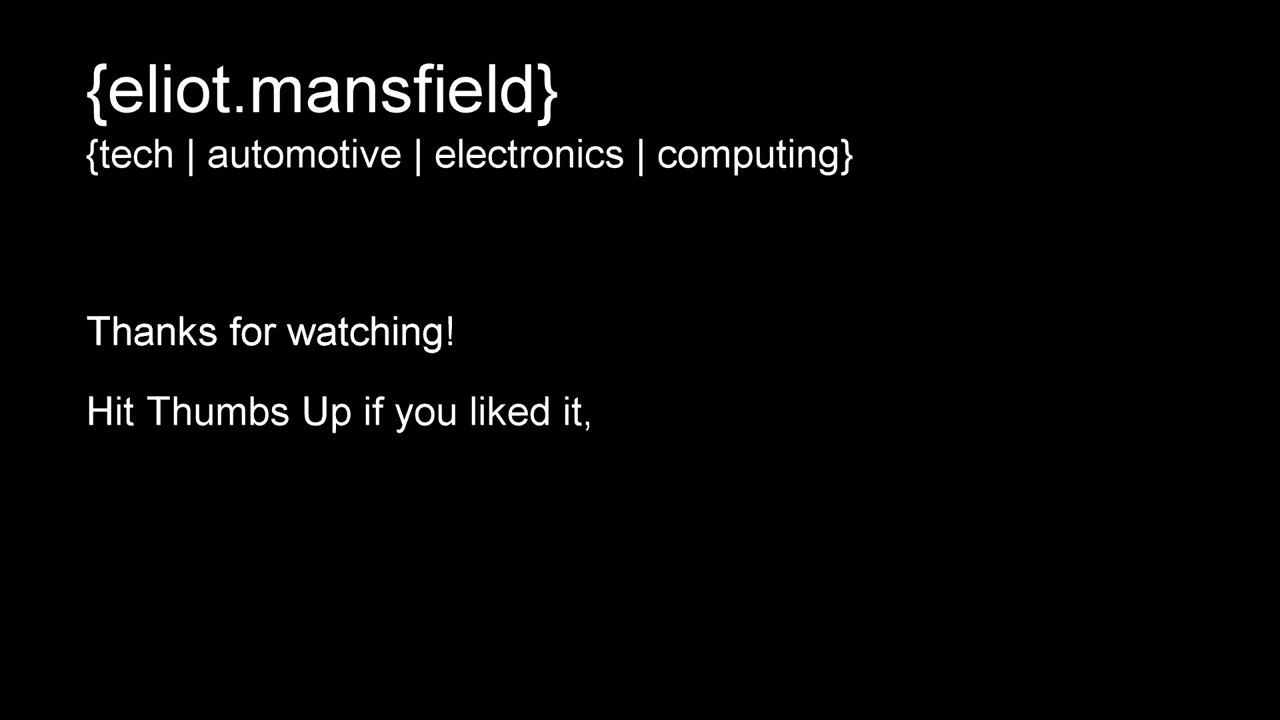 {eliot.mansfield}
{tech | automotive | electronics | computing}
Thanks for watching!
Hit Thumbs Up if you liked it,